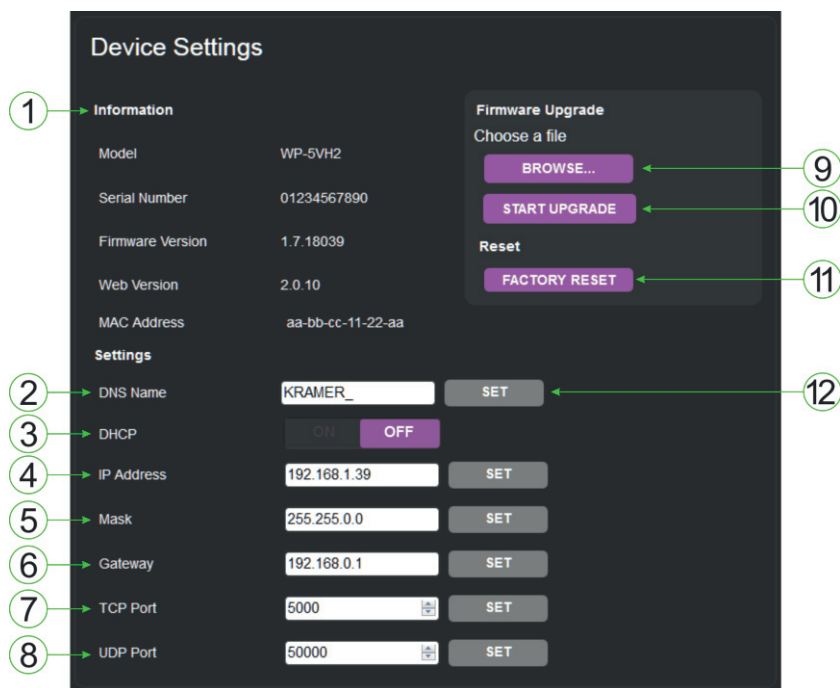 Device Settings
1 Information
Model WP-5VH2
Serial Number 01234567890
Firmware Version 1.7.18039
Web Version 2.0.10
MAC Address aa-bb-cc-11-22-aa
Firmware Upgrade
Choose a file
BROWSE... 9
START UPGRADE 10
Reset
FACTORY RESET 11
Settings
2 DNS Name KRAMER_ SET 12
3 DHCP ON OFF
4 IP Address 192.168.1.39 SET
5 Mask 255.255.0.0 SET
6 Gateway 192.168.0.1 SET
7 TCP Port 5000 SET
8 UDP Port 50000 SET